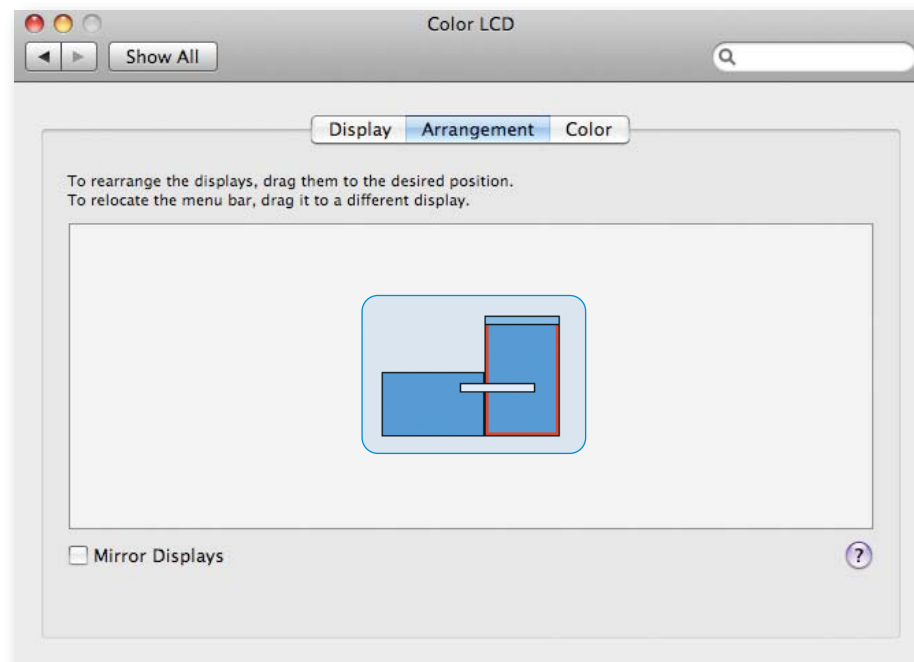 Color LCD
Show All
Display Arrangement Color
To rearrange the displays, drag them to the desired position.
To relocate the menu bar, drag it to a different display.
Mirror Displays
?